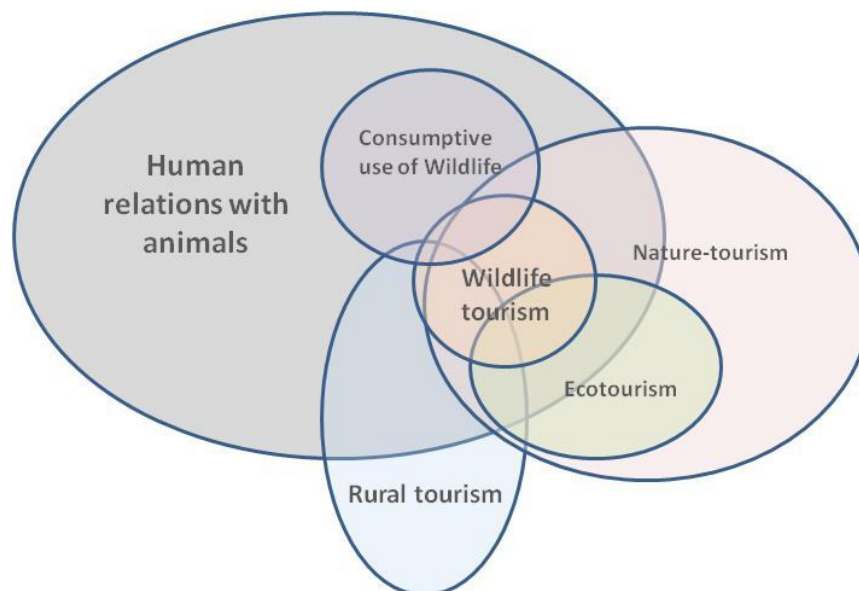 Human
relations with
animals
Consumptive
use of Wildlife
Nature-tourism
Wildlife
tourism
Ecotourism
Rural tourism